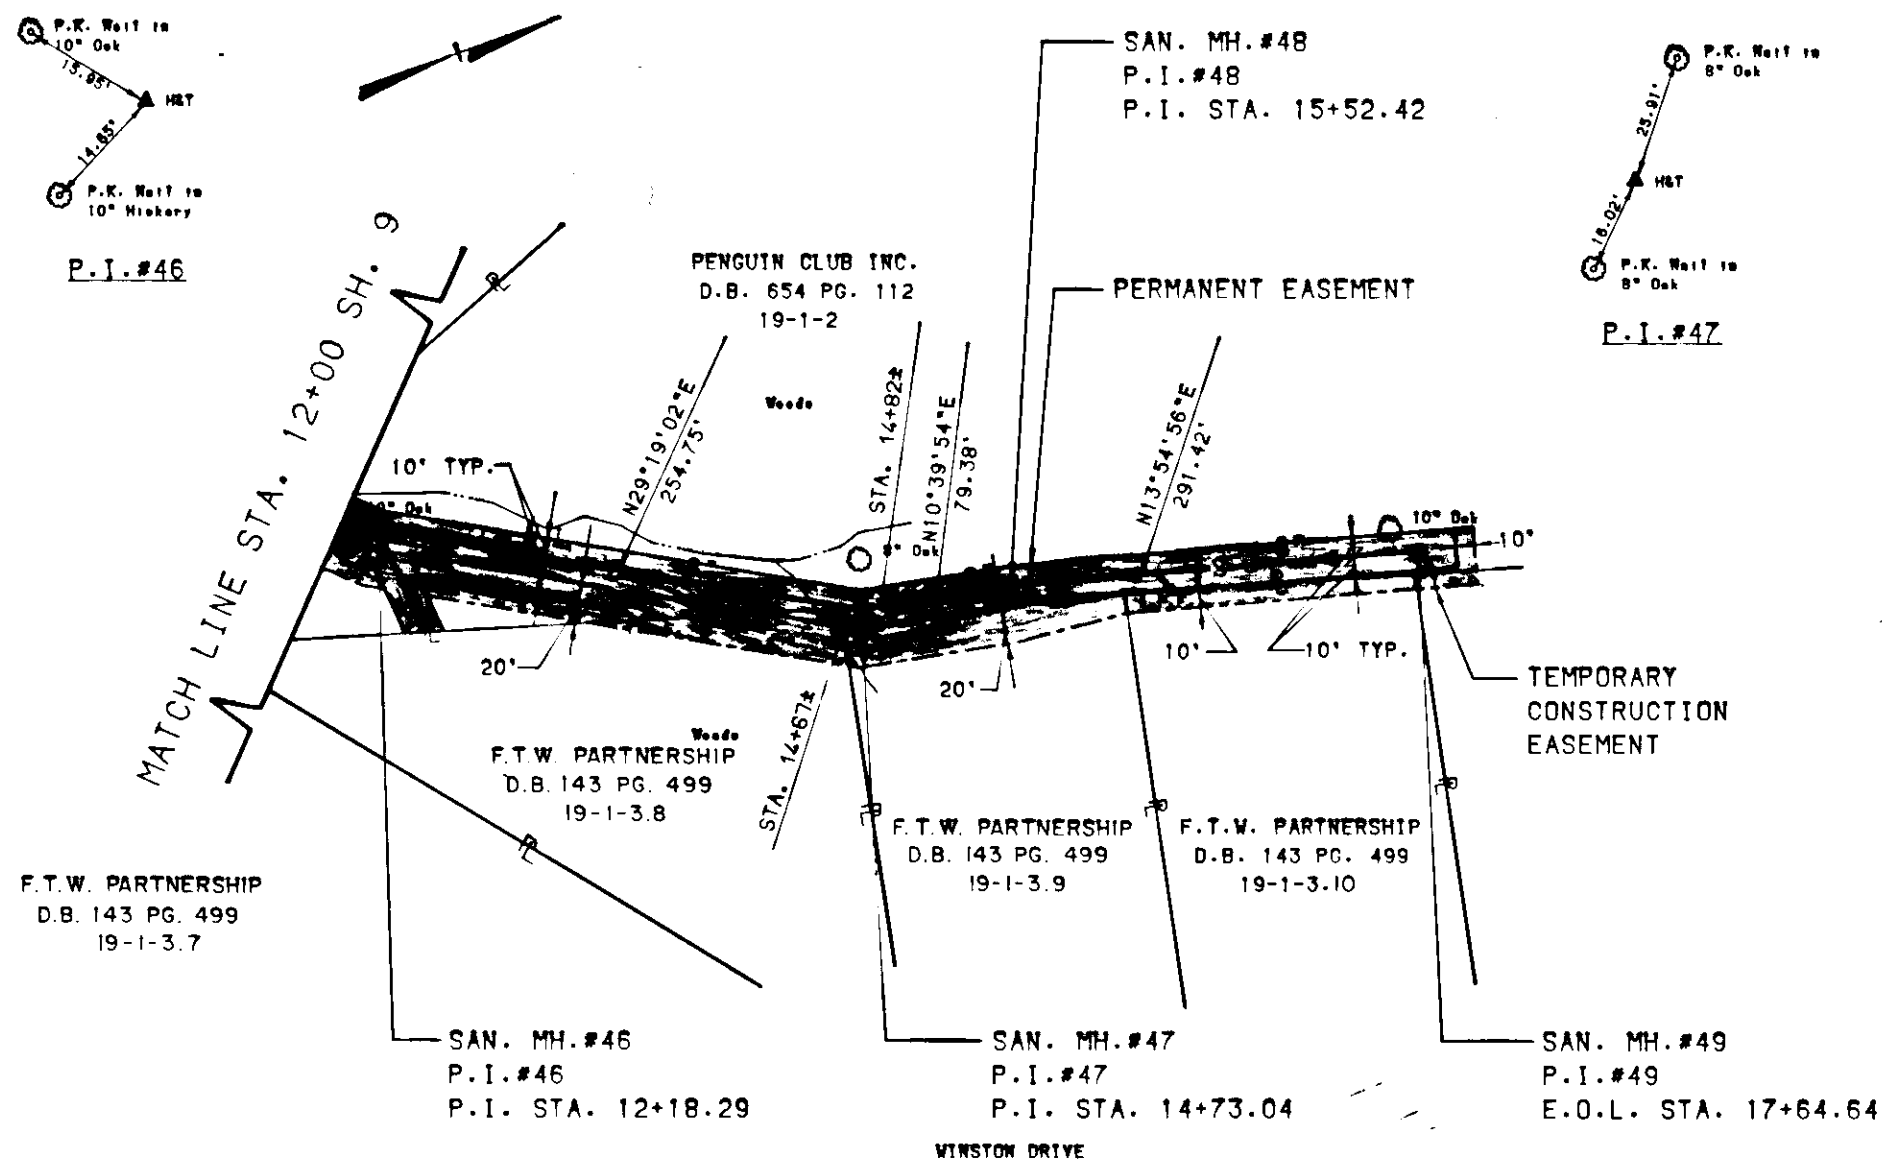 P.K. Nail in
10" Oak
15.95'
H&T
14.65'
P.K. Nail in
10" Hickory
P.I.#46
SAN. MH.#48
P.I.#48
P.I. STA. 15+52.42
P.K. Nail in
8" Oak
25.91'
H&T
18.02'
P.K. Nail in
8" Oak
P.I.#47
MATCH LINE STA. 12+00 SH. 9
PL
PENGUIN CLUB INC.
D.B. 654 PG. 112
19-1-2
PERMANENT EASEMENT
Woods
10' TYP.
N29°19'02"E
254.75'
STA. 14+82±
N10°39'54"E
79.38'
N13°54'56"E
291.42'
Oak
8" Oak
10" Oak
10'
20'
20'
10'
10' TYP.
TEMPORARY
CONSTRUCTION
EASEMENT
Woods
F.T.W. PARTNERSHIP
D.B. 143 PG. 499
19-1-3.8
STA. 14+67±
PL
PL
PL
PL
F.T.W. PARTNERSHIP
D.B. 143 PG. 499
19-1-3.9
F.T.W. PARTNERSHIP
D.B. 143 PG. 499
19-1-3.10
F.T.W. PARTNERSHIP
D.B. 143 PG. 499
19-1-3.7
SAN. MH.#46
P.I.#46
P.I. STA. 12+18.29
SAN. MH.#47
P.I.#47
P.I. STA. 14+73.04
SAN. MH.#49
P.I.#49
E.O.L. STA. 17+64.64
WINSTON DRIVE